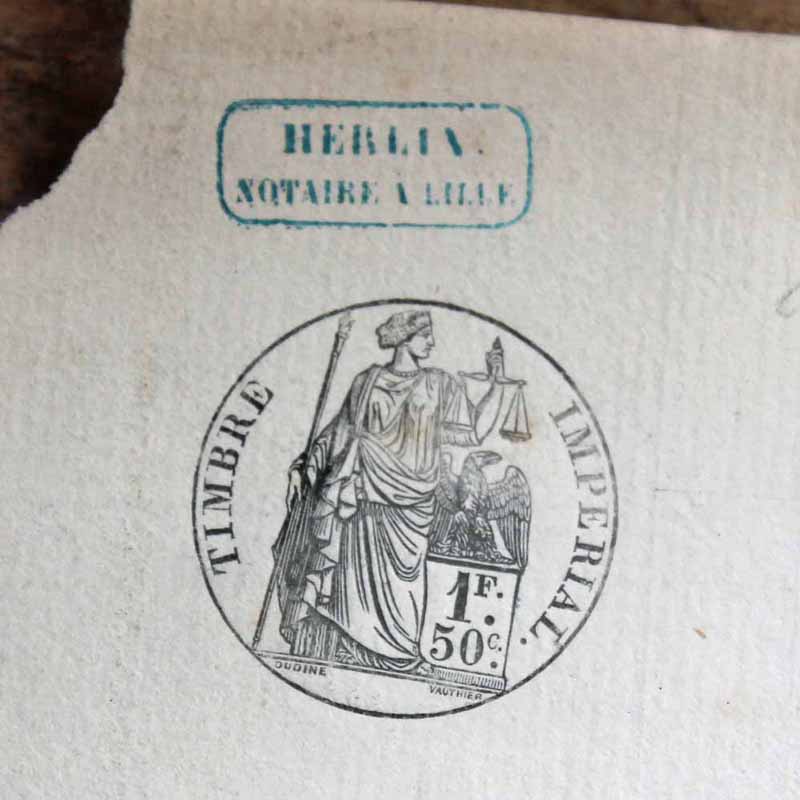 HERLIN.
NOTAIRE A LILLE
TIMBRE IMPERIAL.
1F.
50c.
OUDINE
VAUTHIER